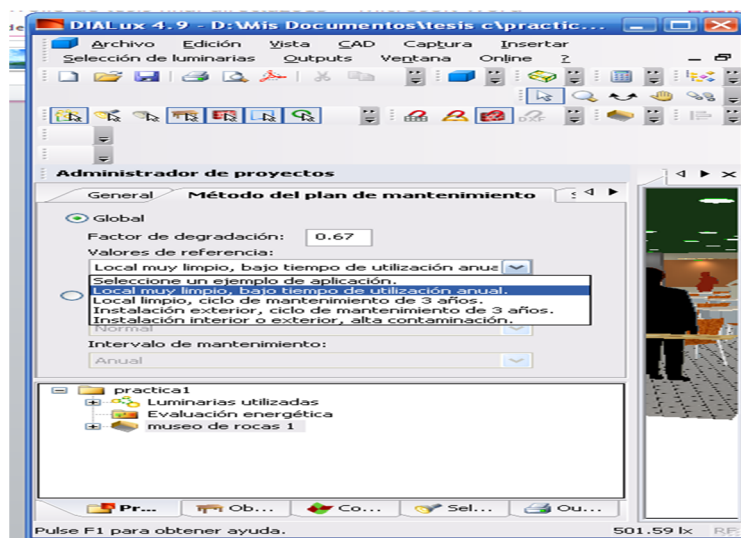 DIALux 4.9 - D:\Mis Documentos\tesis c\practic...
Archivo Edición Vista CAD Captura Insertar
Selección de luminarias Outputs Ventana Online ?
DXF
Administrador de proyectos
General Método del plan de mantenimiento
Global
Factor de degradación: 0.67
Valores de referencia:
Local muy limpio, bajo tiempo de utilización anua
Seleccione un ejemplo de aplicación.
Local muy limpio, bajo tiempo de utilización anual.
Local limpio, ciclo de mantenimiento de 3 años.
Instalación exterior, ciclo de mantenimiento de 3 años.
Instalación interior o exterior, alta contaminación.
Normal
Intervalo de mantenimiento:
Anual
practica1
Luminarias utilizadas
Evaluación energética
museo de rocas 1
Pr... Ob... Co... Sel... Ou...
Pulse F1 para obtener ayuda. 501.59 lx